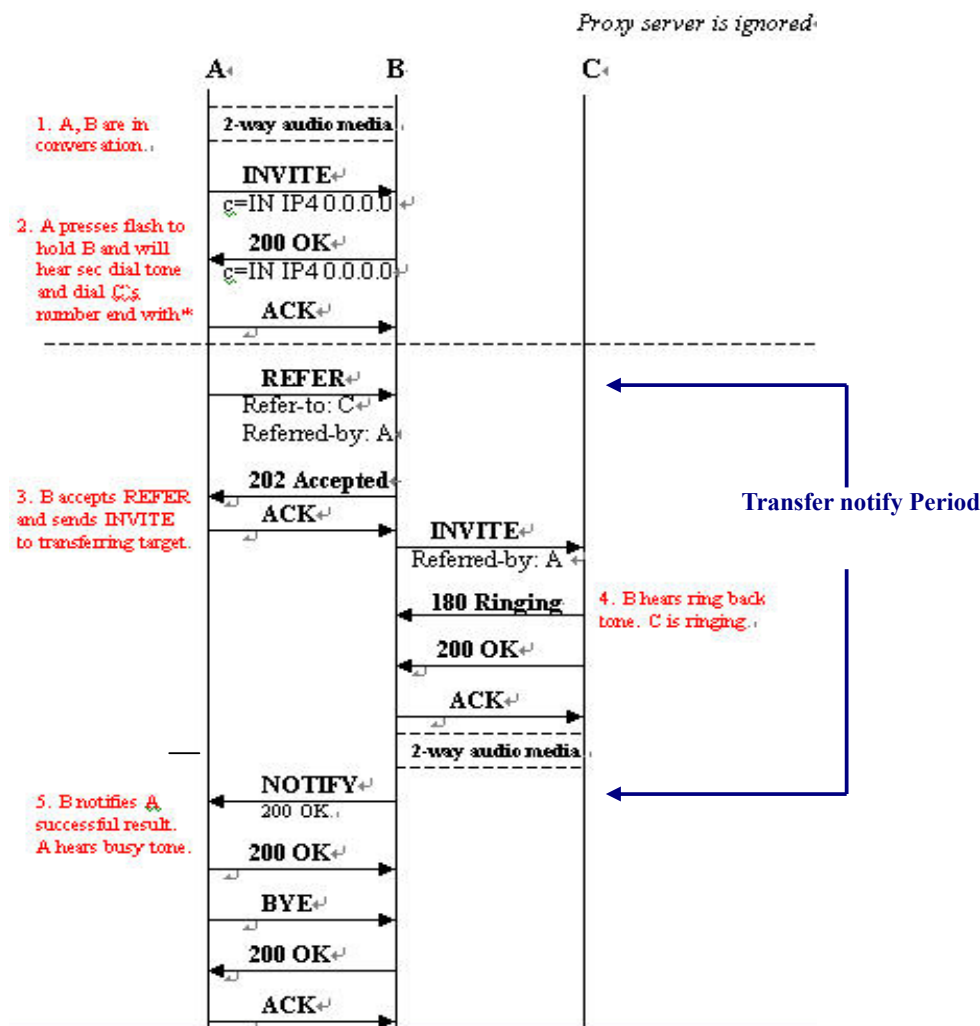 Proxy server is ignored
A B C
2-way audio media
1. A, B are in
conversation.
INVITE
c=IN IP4 0.0.0.0
2. A presses flash to
hold B and will
hear sec dial tone
and dial C's
number end with*
200 OK
c=IN IP4 0.0.0.0
ACK
REFER
Refer-to: C
Referred-by: A
202 Accepted
3. B accepts REFER
and sends INVITE
to transferring target.
ACK
Transfer notify Period
INVITE
Referred-by: A
180 Ringing
4. B hears ring back
tone. C is ringing.
200 OK
ACK
2-way audio media
NOTIFY
200 OK.
5. B notifies A
successful result.
A hears busy tone.
200 OK
BYE
200 OK
ACK